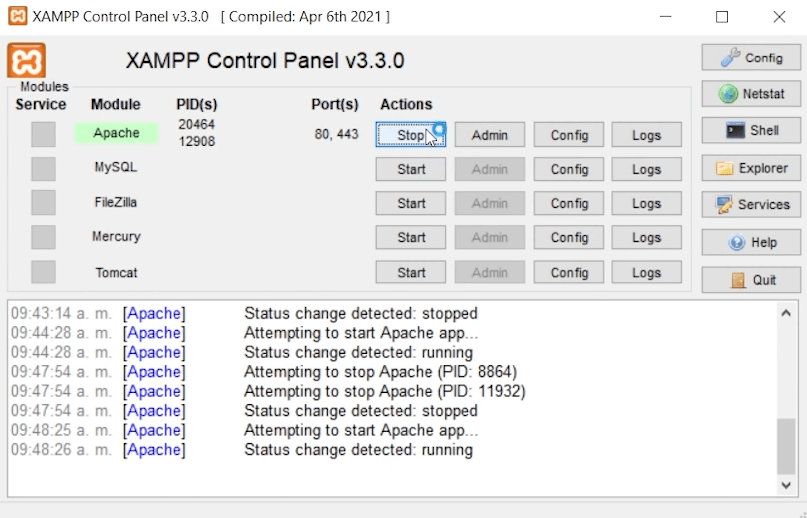 XAMPP Control Panel v3.3.0 [ Compiled: Apr 6th 2021 ]
XAMPP Control Panel v3.3.0
Config
Modules
Service Module PID(s) Port(s) Actions
Netstat
Apache 20464 12908 80, 443 Stop Admin Config Logs
Shell
MySQL Start Admin Config Logs
Explorer
FileZilla Start Admin Config Logs
Services
Mercury Start Admin Config Logs
Help
Tomcat Start Admin Config Logs
Quit
09:43:14 a. m. [Apache] Status change detected: stopped
09:44:28 a. m. [Apache] Attempting to start Apache app...
09:44:28 a. m. [Apache] Status change detected: running
09:47:54 a. m. [Apache] Attempting to stop Apache (PID: 8864)
09:47:54 a. m. [Apache] Attempting to stop Apache (PID: 11932)
09:47:54 a. m. [Apache] Status change detected: stopped
09:48:25 a. m. [Apache] Attempting to start Apache app...
09:48:26 a. m. [Apache] Status change detected: running